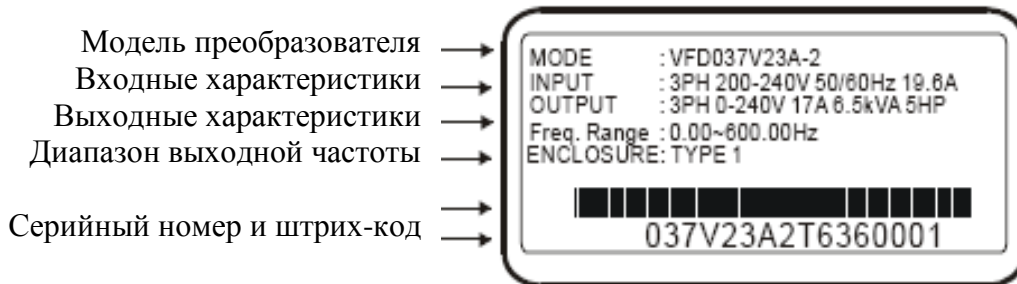 Модель преобразователя
Входные характеристики
Выходные характеристики
Диапазон выходной частоты
Серийный номер и штрих-код
MODE : VFD037V23A-2
INPUT : 3PH 200-240V 50/60Hz 19.6A
OUTPUT : 3PH 0-240V 17A 6.5kVA 5HP
Freq. Range : 0.00~600.00Hz
ENCLOSURE: TYPE 1
037V23A2T6360001